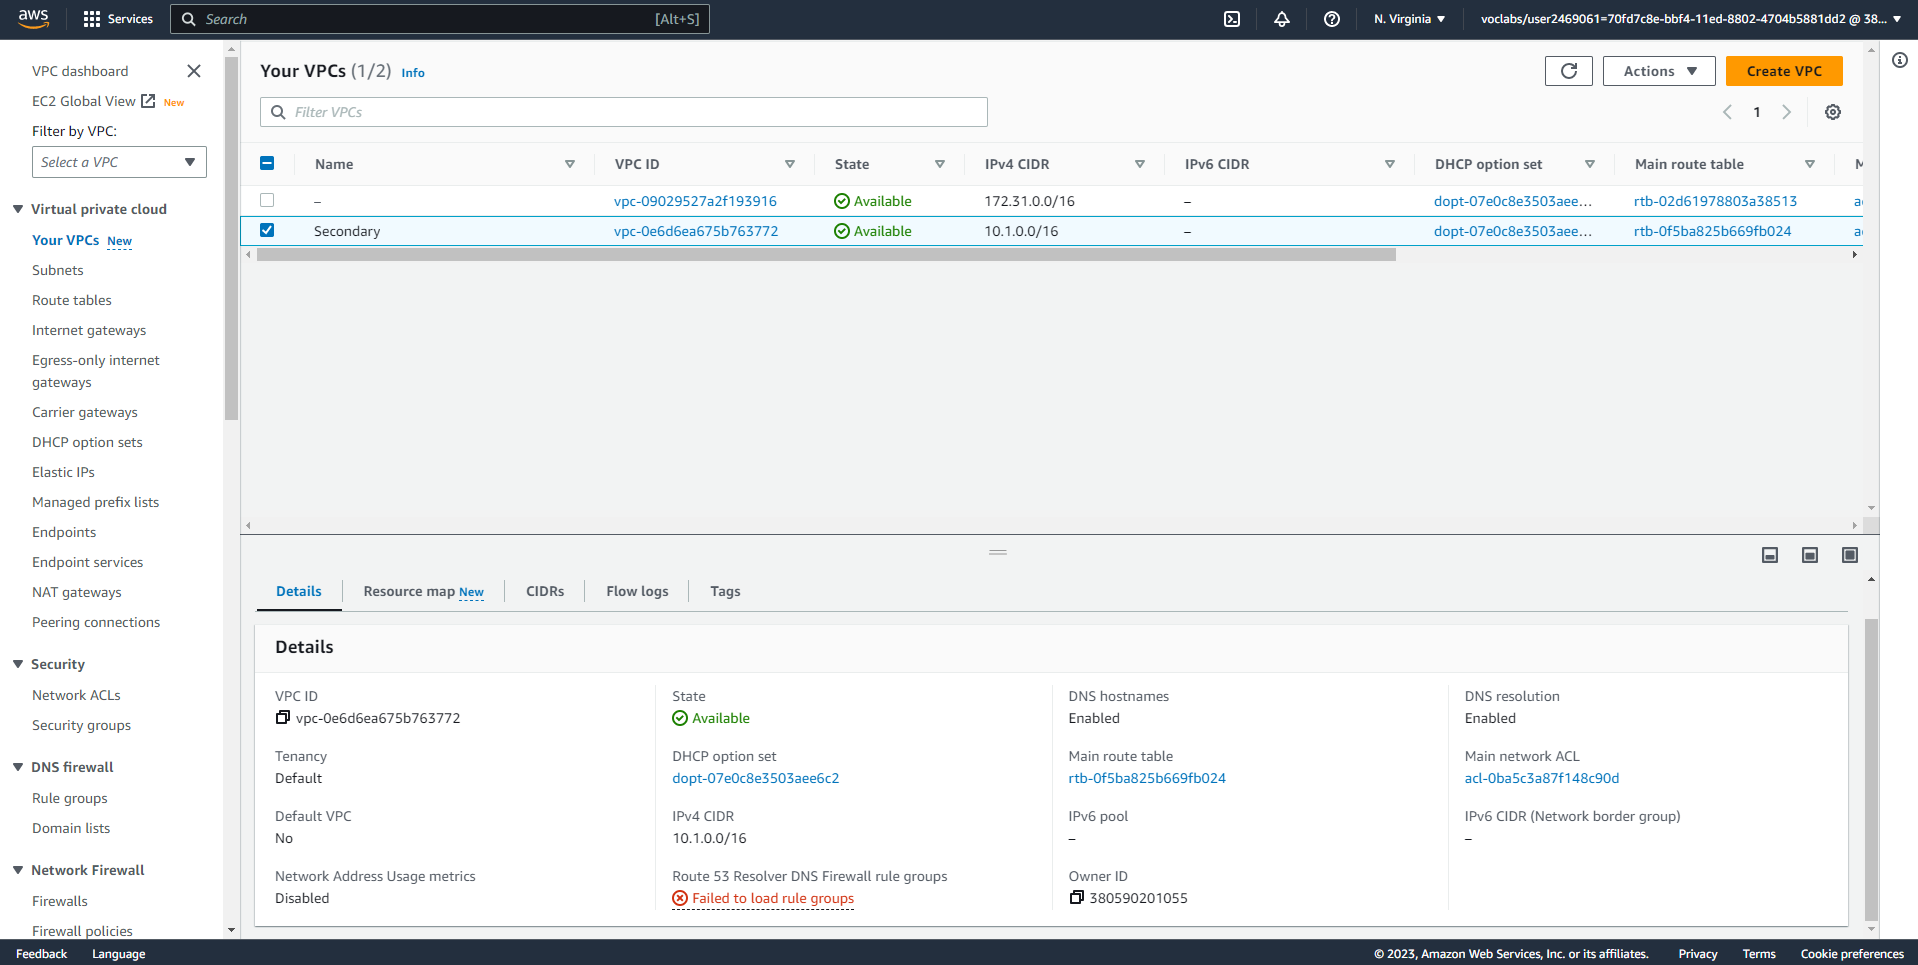 aws
Services
Search
[Alt+S]
N. Virginia
voclabs/user2469061=70fd7c8e-bbf4-11ed-8802-4704b5881dd2 @ 38...
VPC dashboard
EC2 Global View New
Filter by VPC:
Select a VPC
Virtual private cloud
Your VPCs New
Subnets
Route tables
Internet gateways
Egress-only internet
gateways
Carrier gateways
DHCP option sets
Elastic IPs
Managed prefix lists
Endpoints
Endpoint services
NAT gateways
Peering connections
Security
Network ACLs
Security groups
DNS firewall
Rule groups
Domain lists
Network Firewall
Firewalls
Firewall policies
Your VPCs (1/2) Info
Actions
Create VPC
Filter VPCs
1
Name VPC ID State IPv4 CIDR IPv6 CIDR DHCP option set Main route table M
– vpc-09029527a2f193916 Available 172.31.0.0/16 – dopt-07e0c8e3503aee... rtb-02d61978803a38513 a
Secondary vpc-0e6d6ea675b763772 Available 10.1.0.0/16 – dopt-07e0c8e3503aee... rtb-0f5ba825b669fb024 a
Details Resource map New CIDRs Flow logs Tags
Details
VPC ID State DNS hostnames DNS resolution
vpc-0e6d6ea675b763772 Available Enabled Enabled
Tenancy DHCP option set Main route table Main network ACL
Default dopt-07e0c8e3503aee6c2 rtb-0f5ba825b669fb024 acl-0ba5c3a87f148c90d
Default VPC IPv4 CIDR IPv6 pool IPv6 CIDR (Network border group)
No 10.1.0.0/16 – –
Network Address Usage metrics Route 53 Resolver DNS Firewall rule groups Owner ID
Disabled Failed to load rule groups 380590201055
Feedback Language © 2023, Amazon Web Services, Inc. or its affiliates. Privacy Terms Cookie preferences